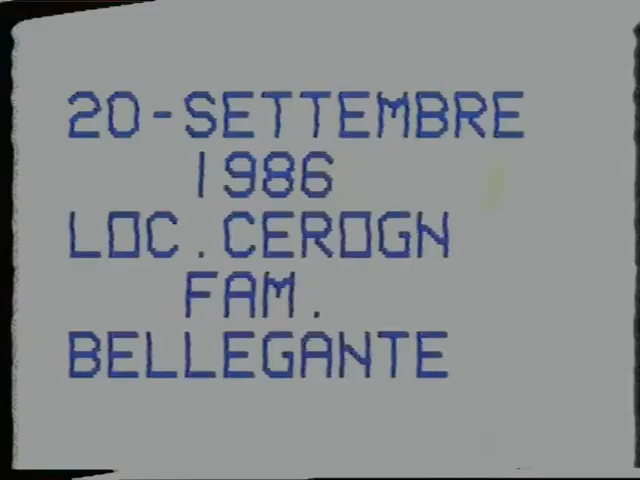 20-SETTEMBRE
1986
LOC.CEROGN
FAM.
BELLEGANTE